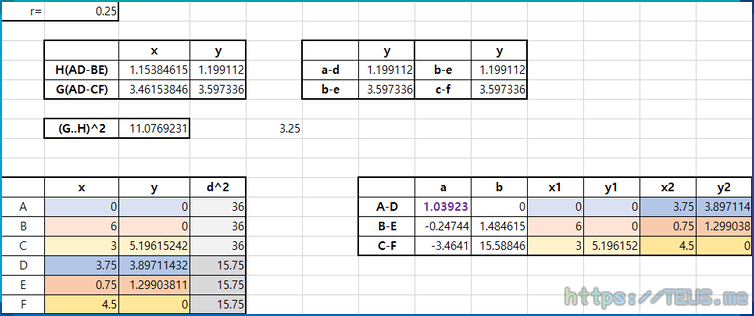 r= 0.25
x y y y
H(AD-BE) 1.15384615 1.199112 a-d 1.199112 b-e 1.199112
G(AD-CF) 3.46153846 3.597336 b-e 3.597336 c-f 3.597336
(G..H)^2 11.0769231 3.25
x y d^2 a b x1 y1 x2 y2
A 0 0 36 A-D 1.03923 0 0 0 3.75 3.897114
B 6 0 36 B-E -0.24744 1.484615 6 0 0.75 1.299038
C 3 5.19615242 36 C-F -3.4641 15.58846 3 5.196152 4.5 0
D 3.75 3.89711432 15.75
E 0.75 1.29903811 15.75
F 4.5 0 15.75
https://TEUS.me